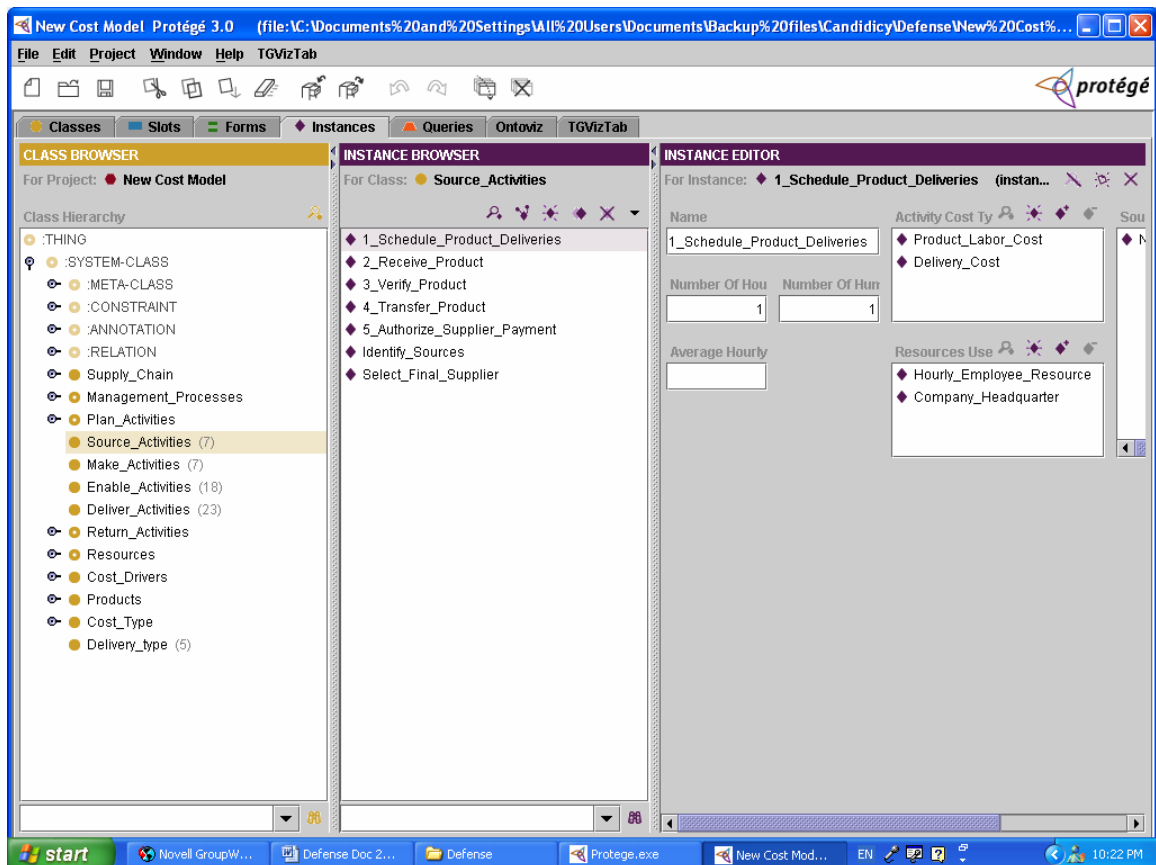 New Cost Model Protégé 3.0 (file:\C:\Documents%20and%20Settings\All%20Users\Documents\Backup%20files\Candidicy\Defense\New%20Cost%...
File Edit Project Window Help TGVizTab
protégé
Classes Slots Forms Instances Queries Ontoviz TGVizTab
CLASS BROWSER
For Project: New Cost Model
Class Hierarchy
:THING
:SYSTEM-CLASS
:META-CLASS
:CONSTRAINT
:ANNOTATION
:RELATION
Supply_Chain
Management_Processes
Plan_Activities
Source_Activities (7)
Make_Activities (7)
Enable_Activities (18)
Deliver_Activities (23)
Return_Activities
Resources
Cost_Drivers
Products
Cost_Type
Delivery_type (5)
INSTANCE BROWSER
For Class: Source_Activities
1_Schedule_Product_Deliveries
2_Receive_Product
3_Verify_Product
4_Transfer_Product
5_Authorize_Supplier_Payment
Identify_Sources
Select_Final_Supplier
INSTANCE EDITOR
For Instance: 1_Schedule_Product_Deliveries (instan...
Name
1_Schedule_Product_Deliveries
Number Of Hou Number Of Hum
1 1
Average Hourly
Activity Cost Ty
Product_Labor_Cost
Delivery_Cost
Resources Use
Hourly_Employee_Resource
Company_Headquarter
Sou
N
start Novell GroupW... Defense Doc 2... Defense Protege.exe New Cost Mod... EN 10:22 PM